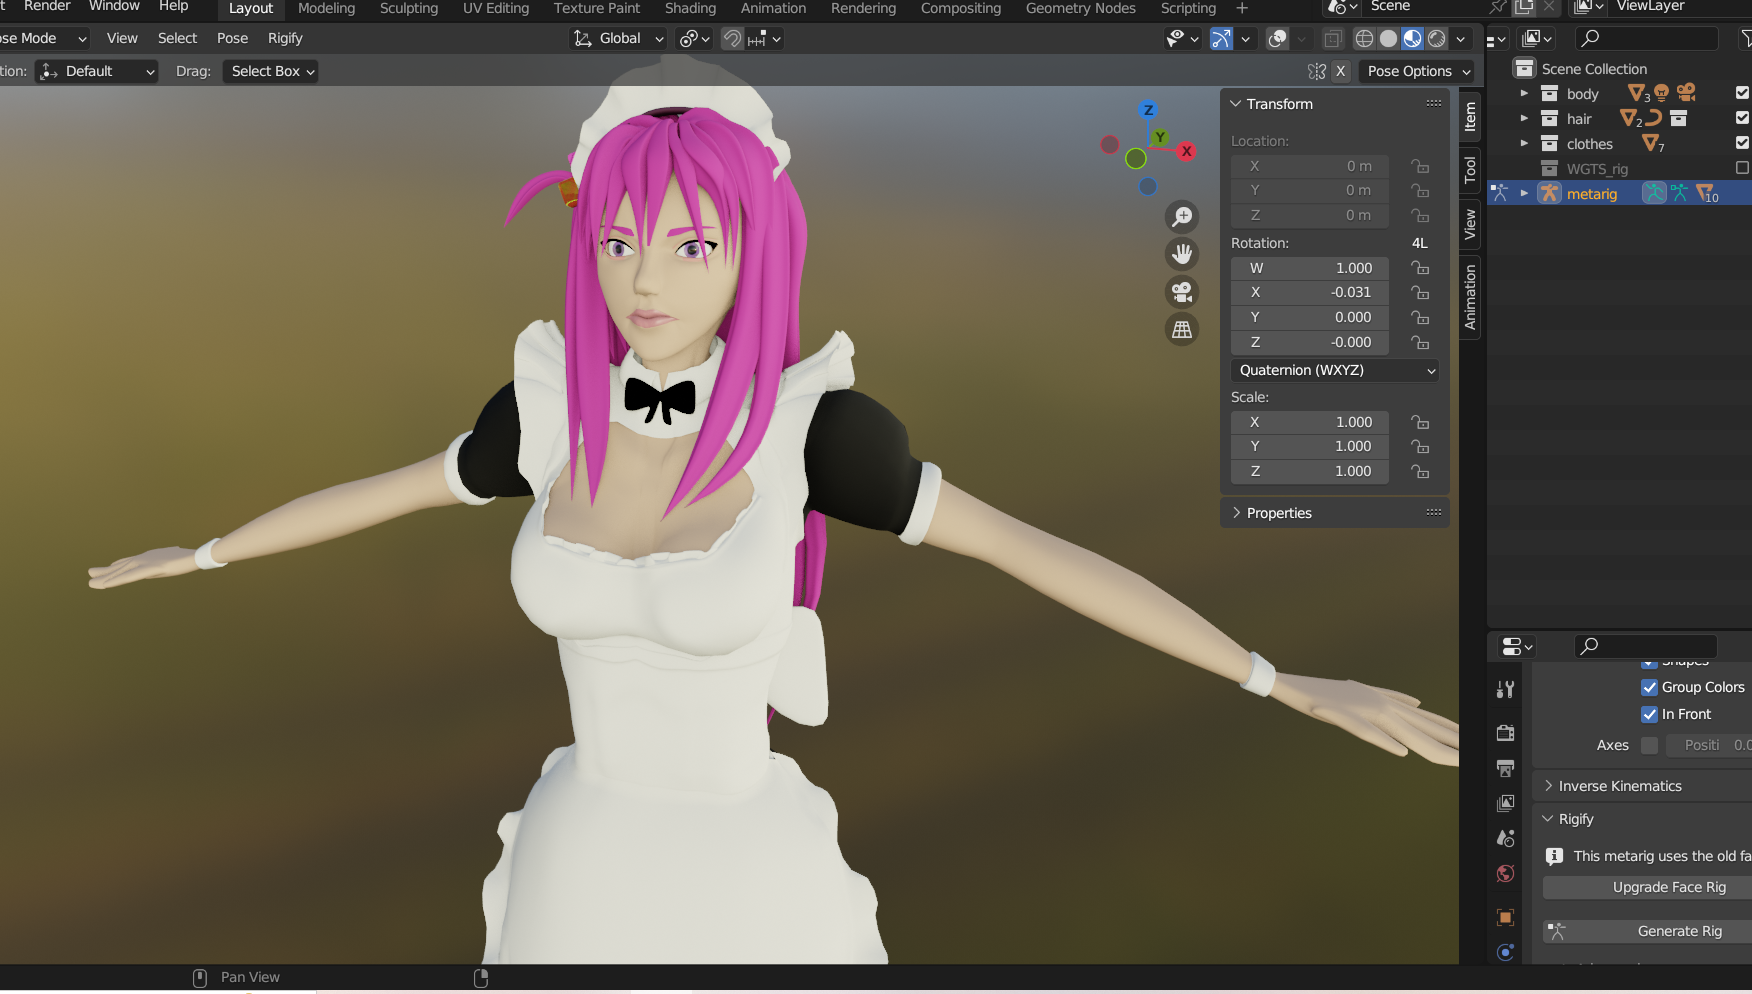 t Render Window Help Layout Modeling Sculpting UV Editing Texture Paint Shading Animation Rendering Compositing Geometry Nodes Scripting + Scene ViewLayer
ose Mode View Select Pose Rigify Global
tion: Default Drag: Select Box X Pose Options
Z
Y
X
Transform
Location:
X 0 m
Y 0 m
Z 0 m
Rotation: 4L
W 1.000
X -0.031
Y 0.000
Z -0.000
Quaternion (WXYZ)
Scale:
X 1.000
Y 1.000
Z 1.000
Properties
Item
Tool
View
Animation
Scene Collection
body 3
hair 2
clothes 7
WGTS_rig
metarig 10
Shapes
Group Colors
In Front
Axes Positi 0.0
Inverse Kinematics
Rigify
This metarig uses the old fa
Upgrade Face Rig
Generate Rig
Pan View